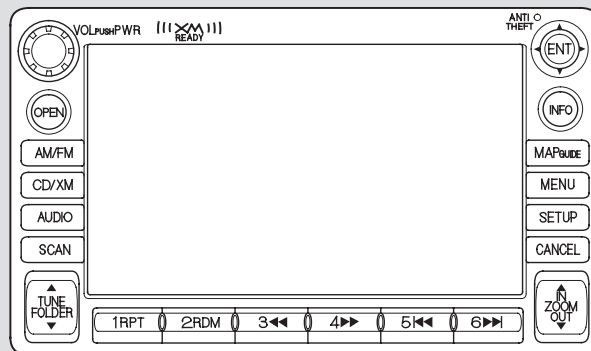 VOL PUSH PWR
XM READY
ANTI THEFT
ENT
OPEN
INFO
AM/FM
MAP GUIDE
CD/XM
MENU
AUDIO
SETUP
SCAN
CANCEL
TUNE
FOLDER
IN
ZOOM
OUT
1RPT 2RDM 3◀◀ 4▶▶ 5|◀◀ 6▶▶|